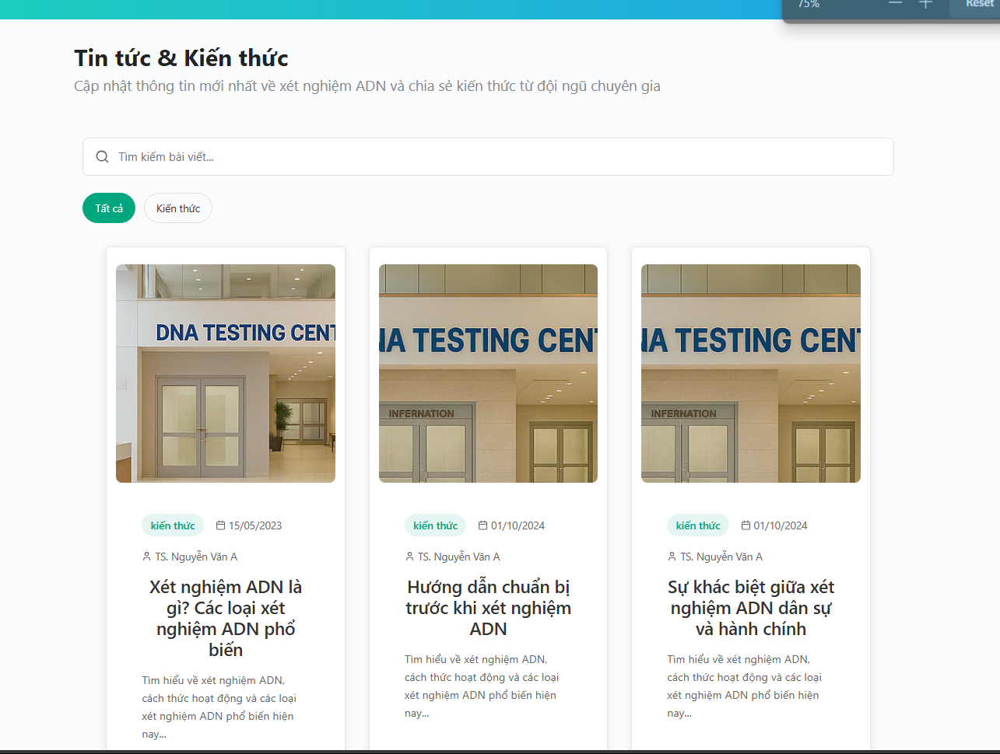 75%
Reset
Tin tức & Kiến thức
Cập nhật thông tin mới nhất về xét nghiệm ADN và chia sẻ kiến thức từ đội ngũ chuyên gia
Tìm kiếm bài viết...
Tất cả
Kiến thức
DNA TESTING CENT
kiến thức
15/05/2023
TS. Nguyễn Văn A
Xét nghiệm ADN là
gì? Các loại xét
nghiệm ADN phổ
biến
Tìm hiểu về xét nghiệm ADN,
cách thức hoạt động và các loại
xét nghiệm ADN phổ biến hiện
nay...
NA TESTING CENT
INFERNATION
kiến thức
01/10/2024
TS. Nguyễn Văn A
Hướng dẫn chuẩn bị
trước khi xét nghiệm
ADN
Tìm hiểu về xét nghiệm ADN,
cách thức hoạt động và các loại
xét nghiệm ADN phổ biến hiện
nay...
NA TESTING CENT
INFERNATION
kiến thức
01/10/2024
TS. Nguyễn Văn A
Sự khác biệt giữa xét
nghiệm ADN dân sự
và hành chính
Tìm hiểu về xét nghiệm ADN,
cách thức hoạt động và các loại
xét nghiệm ADN phổ biến hiện
nay...